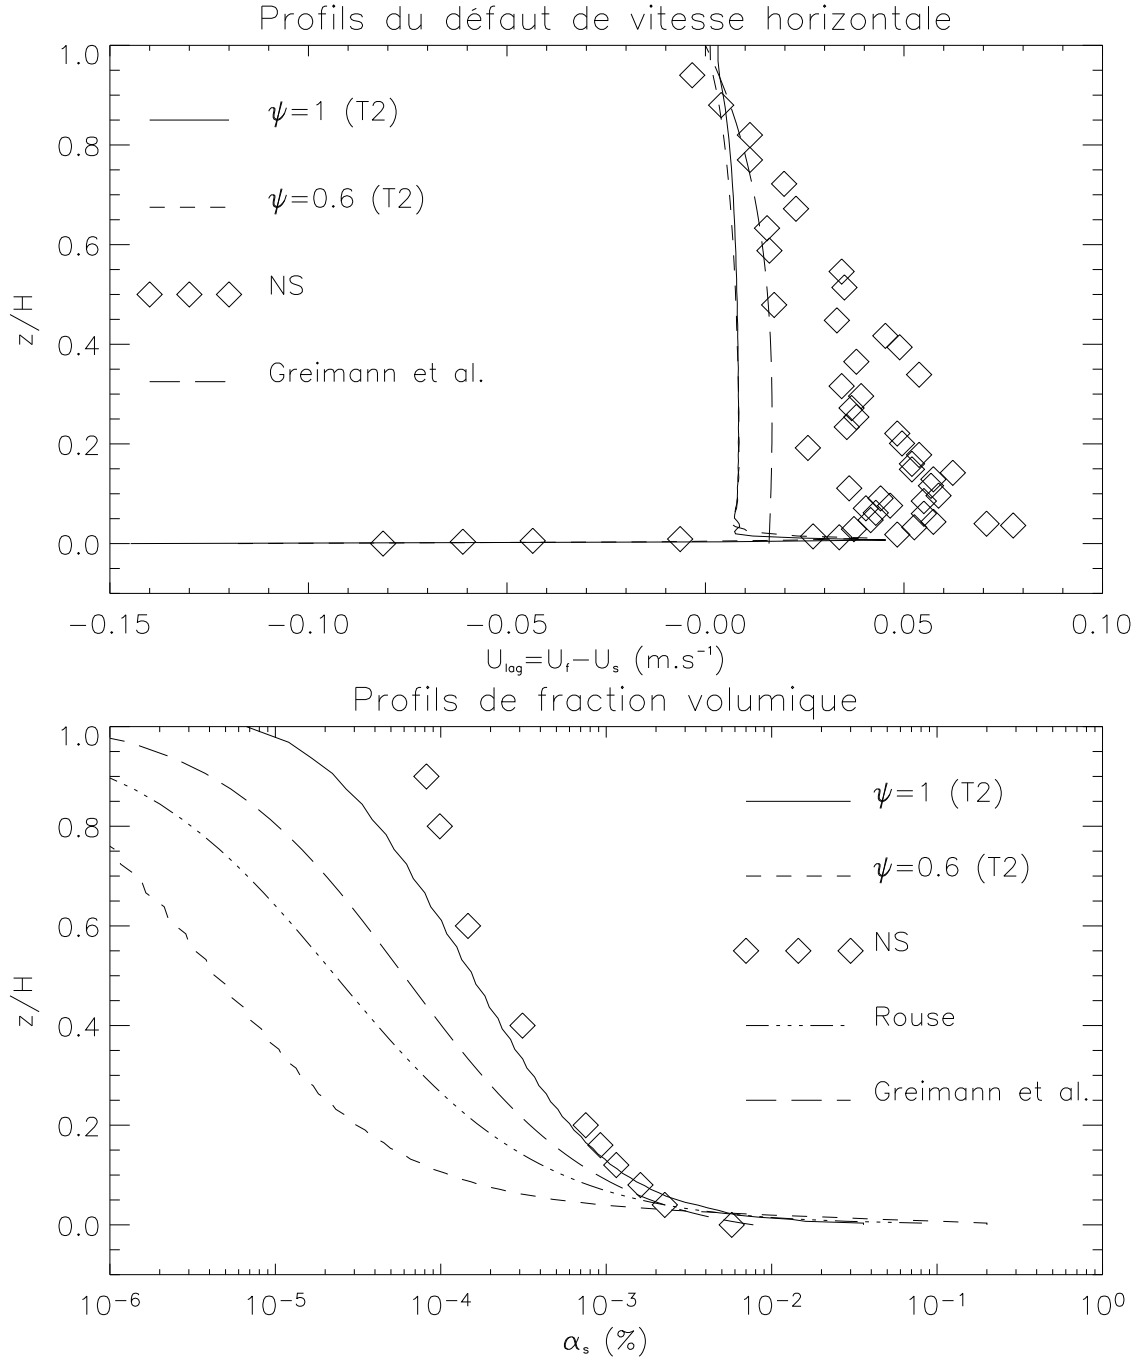 Profils du défaut de vitesse horizontale
1.0
0.8
0.6
0.4
0.2
0.0
z/H
ψ=1 (T2)
ψ=0.6 (T2)
NS
Greimann et al.
-0.15 -0.10 -0.05 -0.00 0.05 0.10
U_lag=U_f-U_s (m.s⁻¹)
Profils de fraction volumique
1.0
0.8
0.6
0.4
0.2
0.0
z/H
ψ=1 (T2)
ψ=0.6 (T2)
NS
Rouse
Greimann et al.
10⁻⁶ 10⁻⁵ 10⁻⁴ 10⁻³ 10⁻² 10⁻¹ 10⁰
α_s (%)